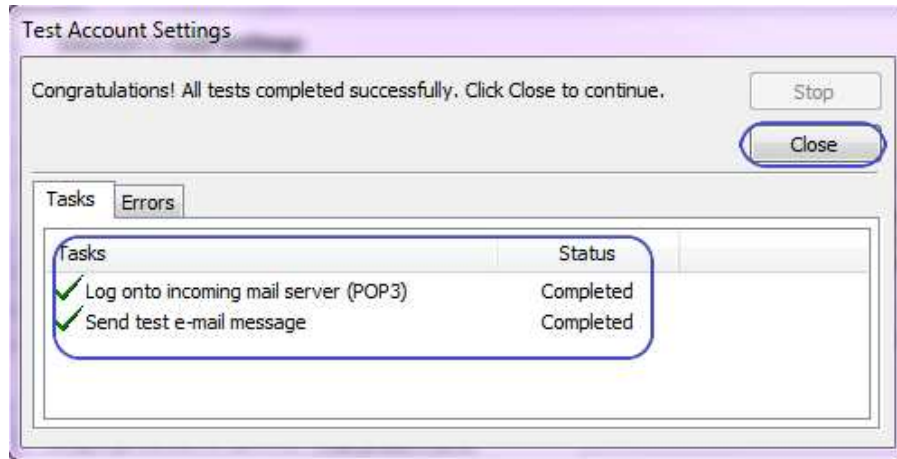 Test Account Settings
Congratulations! All tests completed successfully. Click Close to continue.
Stop
Close
Tasks Errors
Tasks Status
Log onto incoming mail server (POP3) Completed
Send test e-mail message Completed